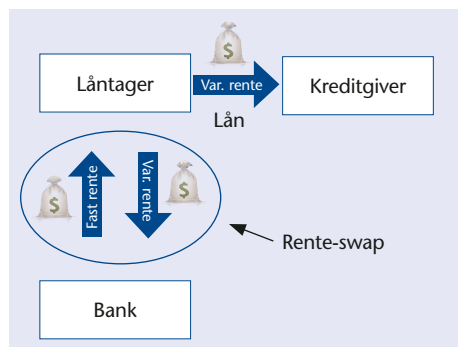 Låntager
Var. rente
Kreditgiver
Lån
$
$
Fast rente
Var. rente
$
Rente-swap
Bank